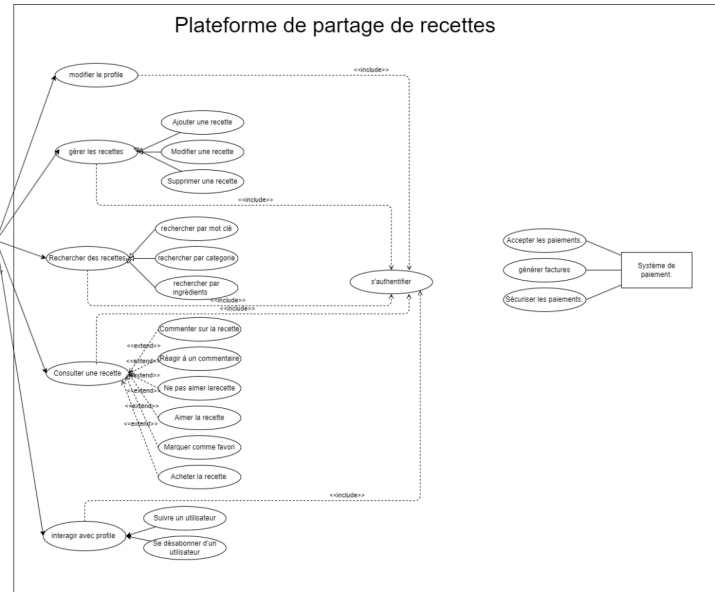 Plateforme de partage de recettes
modifier le profile
<<include>>
Ajouter une recette
gérer les recettes
Modifier une recette
Supprimer une recette
<<include>>
rechercher par mot clé
Rechercher des recettes
rechercher par categorie
rechercher par
ingrédients
<<include>>
<<include>>
s'authentifier
Accepter les paiements.
générer factures
Sécuriser les paiements.
Système de
paiement.
Commenter sur la recette
<<extend>>
Réagir á un commentaire
<<extend>>
Consulter une recette
<<extend>>
Ne pas aimer larecette
<<extend>>
<<extend>>
Aimer la recette
<<extend>>
Marquer comme favori
Acheter la recette.
<<include>>
Suivre un utilisateur
interagir avec profile
Se désabonner d'un
utilisateur